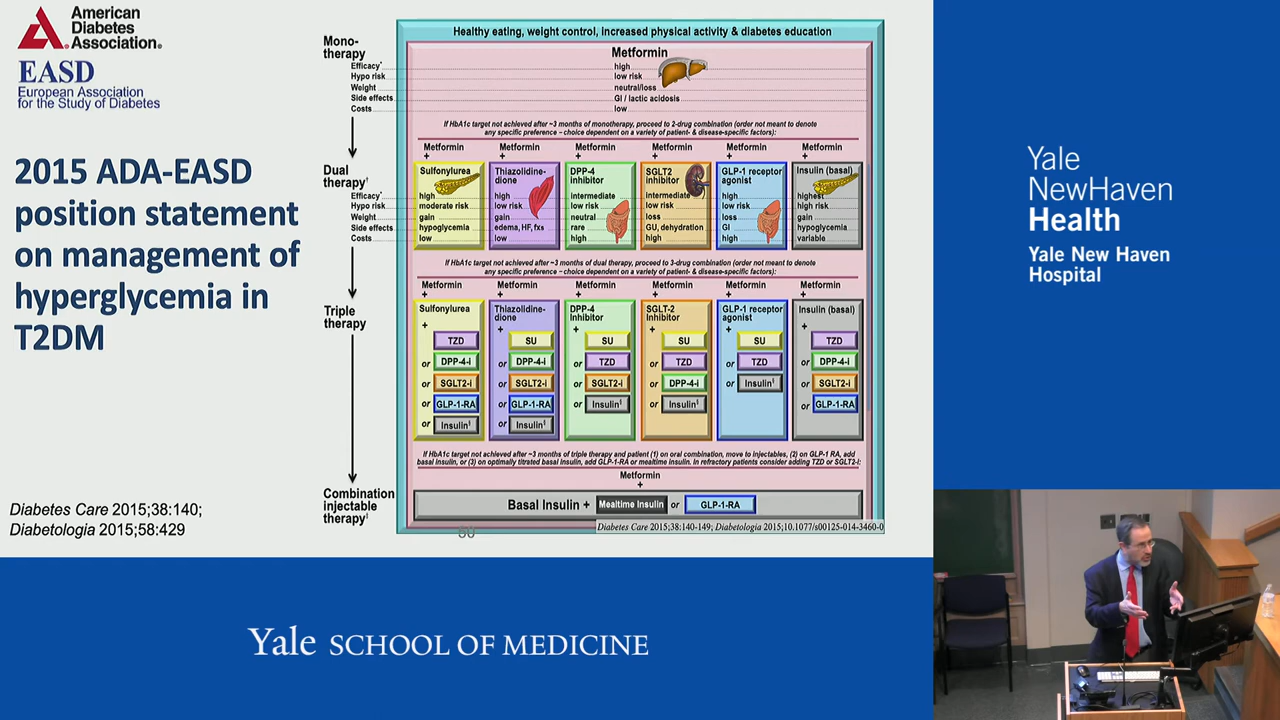 American
Diabetes
Association.
EASD
European Association
for the Study of Diabetes
2015 ADA-EASD
position statement
on management of
hyperglycemia in
T2DM
Diabetes Care 2015;38:140;
Diabetologia 2015;58:429
Healthy eating, weight control, increased physical activity & diabetes education
Mono-
therapy
Metformin
Efficacy* high
Hypo risk low risk
Weight neutral/loss
Side effects GI / lactic acidosis
Costs low
If HbA1c target not achieved after ~3 months of monotherapy, proceed to 2-drug combination (order not meant to denote
any specific preference – choice dependent on a variety of patient- & disease-specific factors):
Metformin Metformin Metformin Metformin Metformin Metformin
+ + + + + +
Dual
therapy†
Efficacy*
Hypo risk
Weight
Side effects
Costs
Sulfonylurea
high
moderate risk
gain
hypoglycemia
low
Thiazolidine-
dione
high
low risk
gain
edema, HF, fxs
low
DPP-4
inhibitor
intermediate
low risk
neutral
rare
high
SGLT2
inhibitor
intermediate
low risk
loss
GU, dehydration
high
GLP-1 receptor
agonist
high
low risk
loss
GI
high
Insulin (basal)
highest
high risk
gain
hypoglycemia
variable
If HbA1c target not achieved after ~3 months of dual therapy, proceed to 3-drug combination (order not meant to denote
any specific preference – choice dependent on a variety of patient- & disease-specific factors):
Metformin Metformin Metformin Metformin Metformin Metformin
+ + + + + +
Triple
therapy
Sulfonylurea
+
TZD
or DPP-4-i
or SGLT2-i
or GLP-1-RA
or Insulin§
Thiazolidine-
dione
+
SU
or DPP-4-i
or SGLT2-i
or GLP-1-RA
or Insulin§
DPP-4
Inhibitor
+
SU
or TZD
or SGLT2-i
or Insulin§
SGLT-2
Inhibitor
+
SU
or TZD
or DPP-4-i
or Insulin§
GLP-1 receptor
agonist
+
SU
or TZD
or Insulin§
Insulin (basal)
+
TZD
or DPP-4-i
or SGLT2-i
or GLP-1-RA
If HbA1c target not achieved after ~3 months of triple therapy and patient (1) on oral combination, move to injectables, (2) on GLP-1 RA, add
basal insulin, or (3) on optimally titrated basal insulin, add GLP-1-RA or mealtime insulin. In refractory patients consider adding TZD or SGLT2-i:
Metformin
+
Combination
injectable
therapy‡
Basal Insulin + Mealtime Insulin or GLP-1-RA
Diabetes Care 2015;38:140-149; Diabetologia 2015;10.1077/s00125-014-3460-0
Yale
NewHaven
Health
Yale New Haven
Hospital
Yale SCHOOL OF MEDICINE